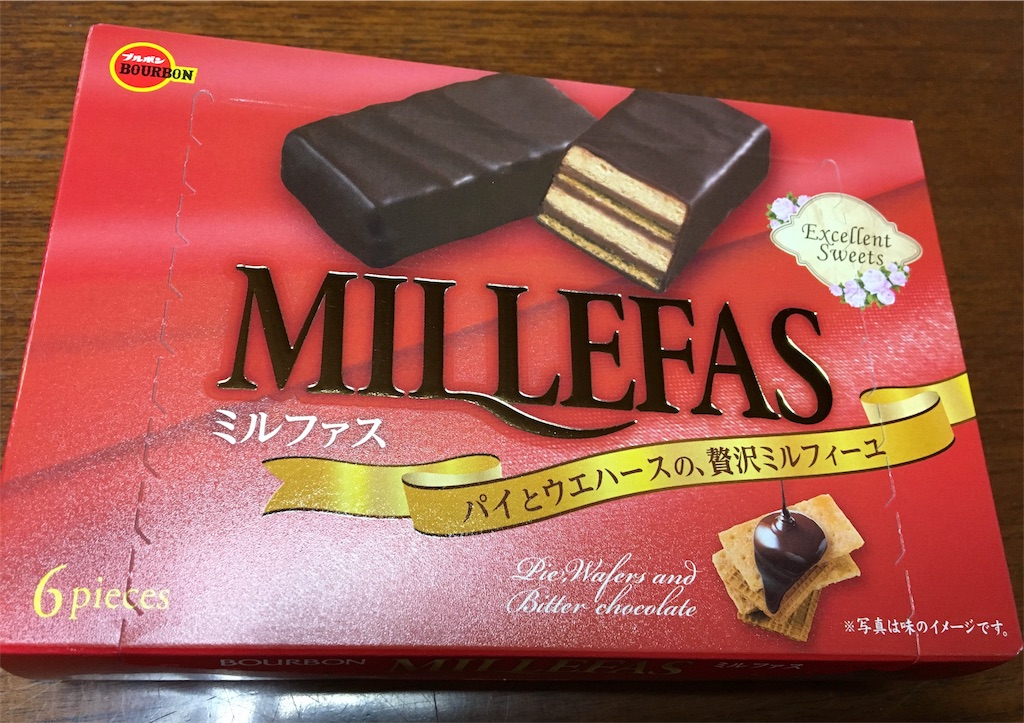 ブルボン
BOURBON
Excellent
Sweets
MILLEFAS
ミルファス
パイとウエハースの、贅沢ミルフィーユ
Pie,Wafers and
Bitter chocolate
6 pieces
※写真は味のイメージです。
BOURBON MILLEFAS ミルファス